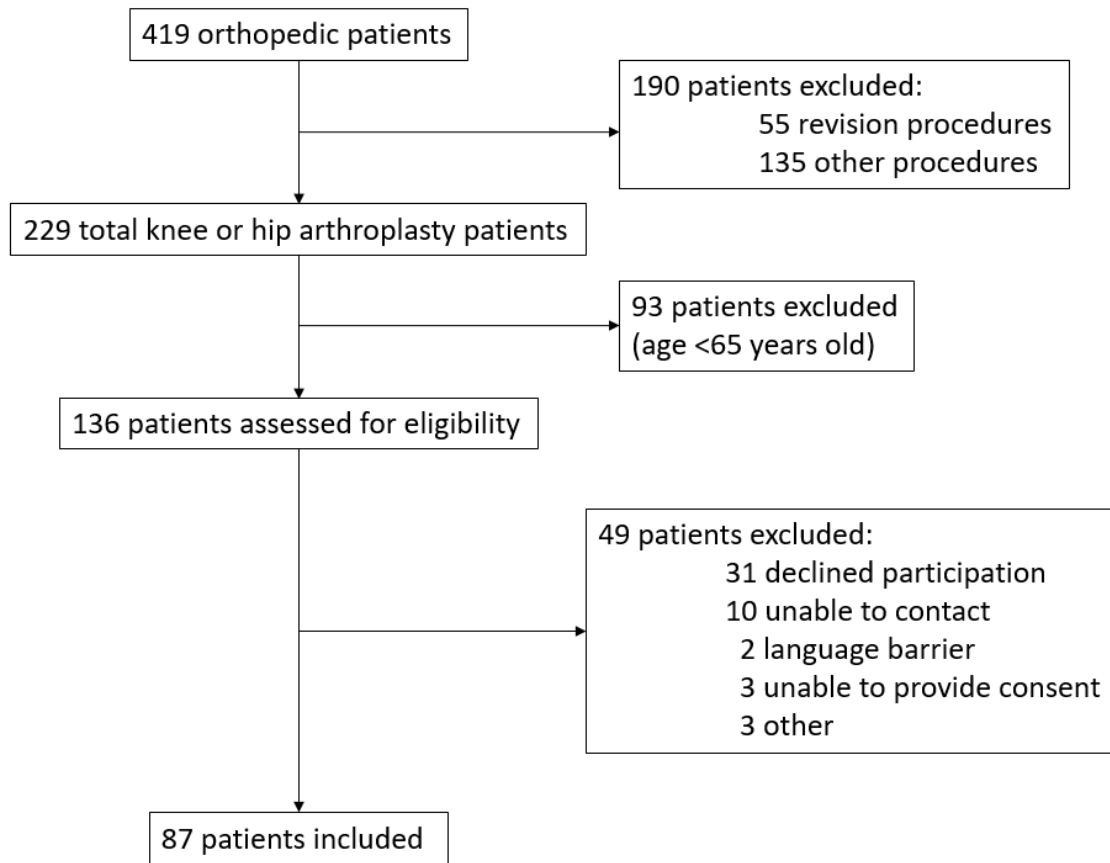 419 orthopedic patients
190 patients excluded:
55 revision procedures
135 other procedures
229 total knee or hip arthroplasty patients
93 patients excluded
(age <65 years old)
136 patients assessed for eligibility
49 patients excluded:
31 declined participation
10 unable to contact
2 language barrier
3 unable to provide consent
3 other
87 patients included